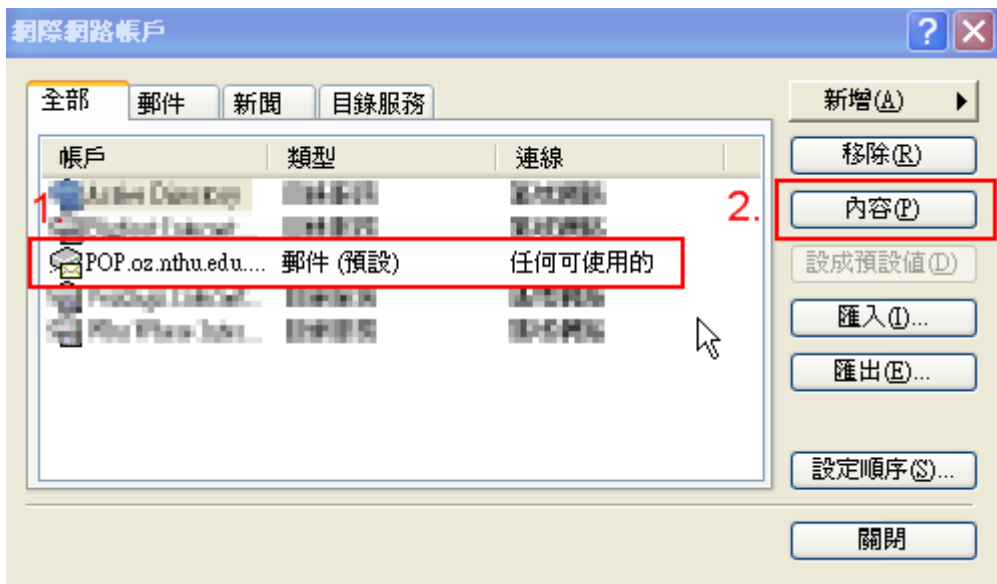 網際網路帳戶
全部 郵件 新聞 目錄服務
帳戶 類型 連線
1.
POP.oz.nthu.edu.... 郵件 (預設) 任何可使用的
2.
新增(A)
移除(R)
內容(P)
設成預設值(D)
匯入(I)...
匯出(E)...
設定順序(S)...
關閉